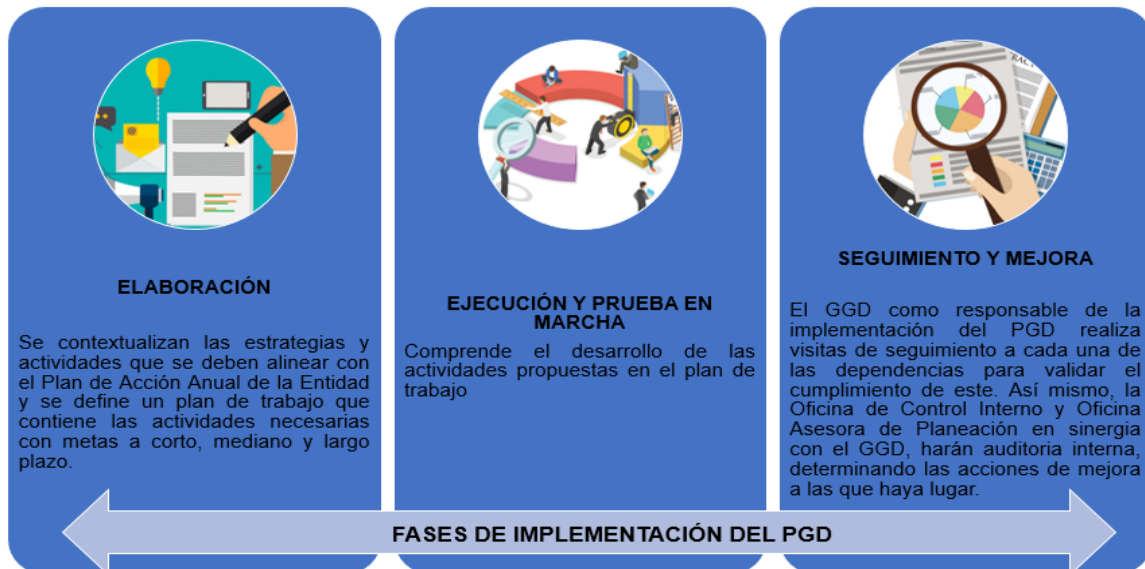 ELABORACIÓN
Se contextualizan las estrategias y
actividades que se deben alinear con
el Plan de Acción Anual de la Entidad
y se define un plan de trabajo que
contiene las actividades necesarias
con metas a corto, mediano y largo
plazo.
EJECUCIÓN Y PRUEBA EN
MARCHA
Comprende el desarrollo de las
actividades propuestas en el plan de
trabajo
SEGUIMIENTO Y MEJORA
El GGD como responsable de la
implementación del PGD realiza
visitas de seguimiento a cada una de
las dependencias para validar el
cumplimiento de este. Así mismo, la
Oficina de Control Interno y Oficina
Asesora de Planeación en sinergia
con el GGD, harán auditoria interna,
determinando las acciones de mejora
a las que haya lugar.
FASES DE IMPLEMENTACIÓN DEL PGD